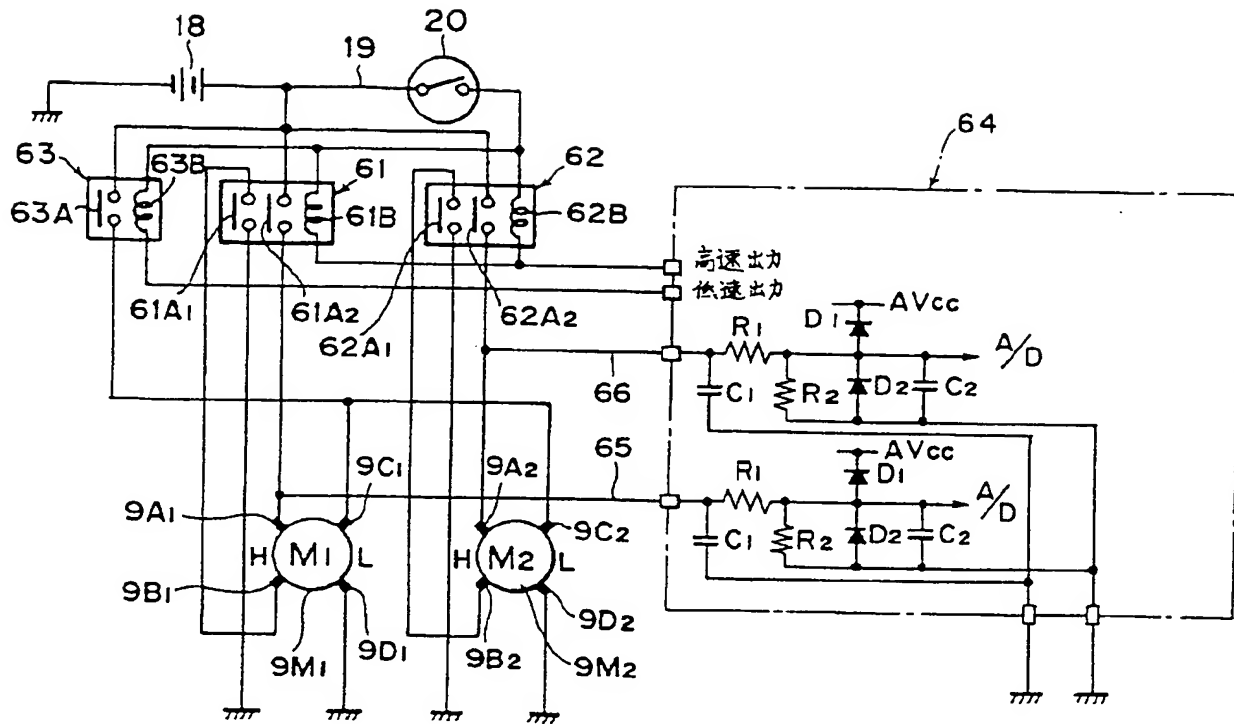 18
19
20
64
63
63B
61
62
63A
61B
62B
高速出力
低速出力
61A1
61A2
62A1
62A2
AVcc
D1
R1
A/D
66
C1
R2
D2
C2
AVcc
65
R1
D1
9C1
9A2
A/D
9A1
9C2
C1
R2
D2
C2
H M1 L
H M2 L
9B1
9D2
9M1
9D1
9B2
9M2